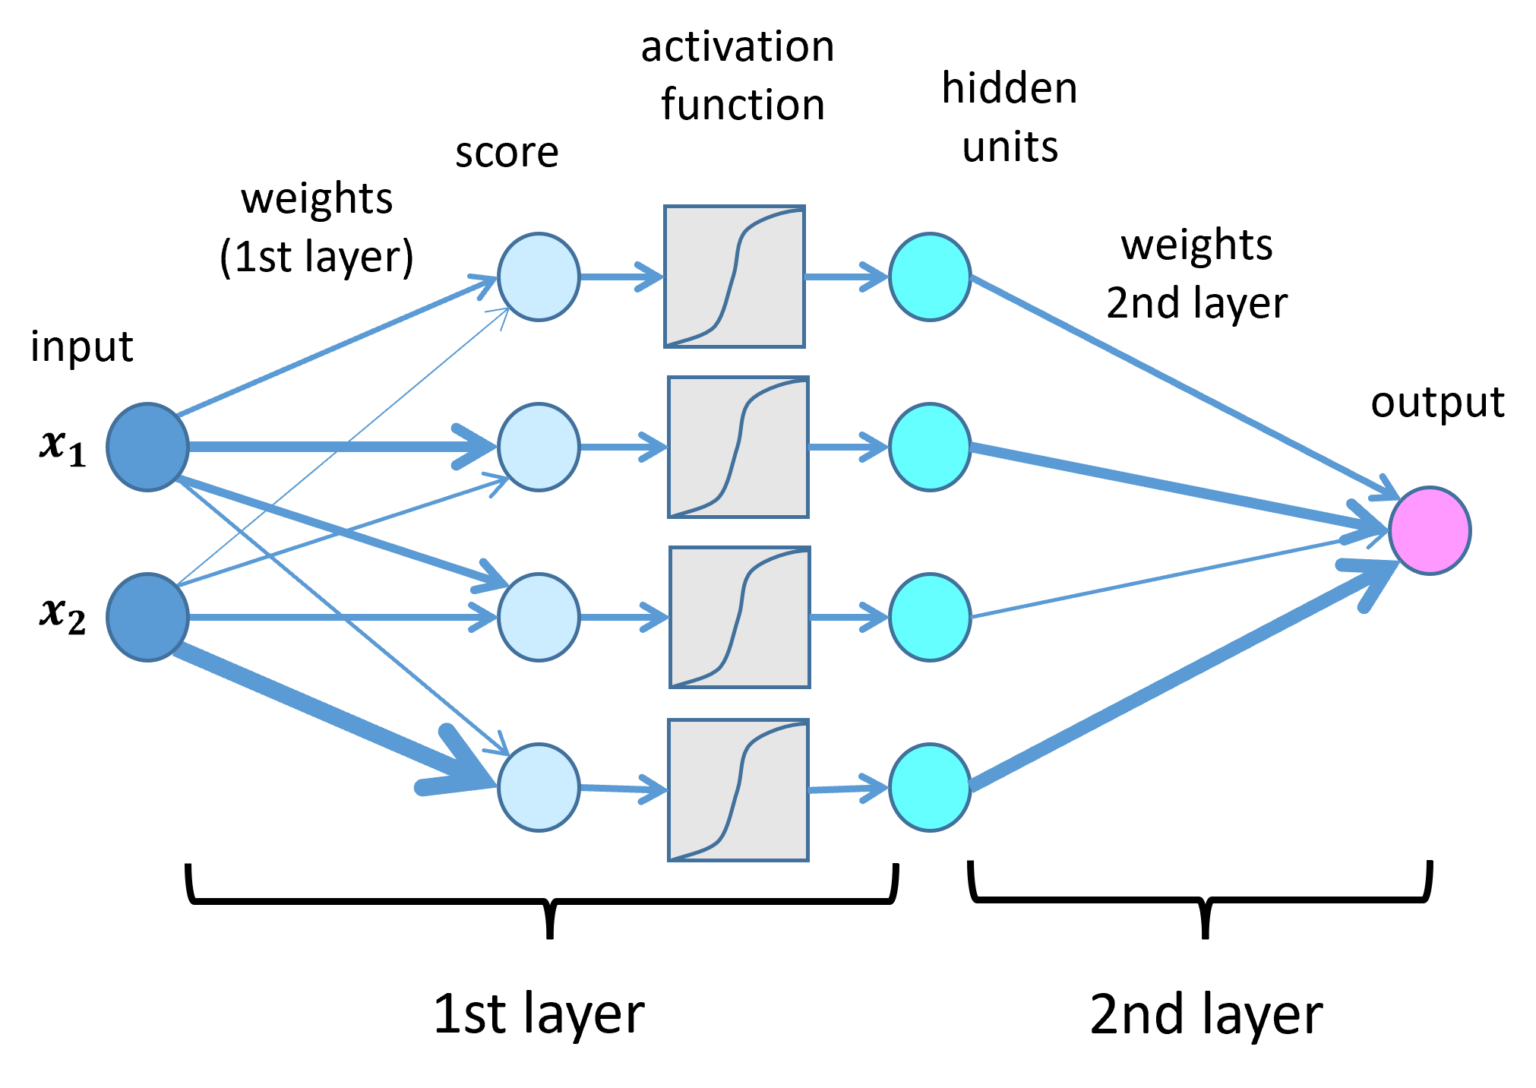 activation
function
hidden
units
score
weights
(1st layer)
weights
2nd layer
input
output
x₁
x₂
1st layer
2nd layer